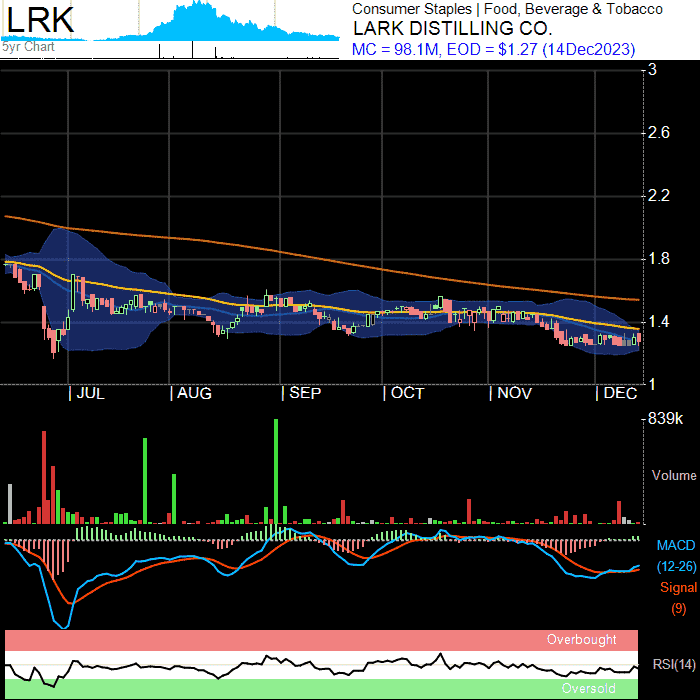 LRK
5yr Chart
Consumer Staples | Food, Beverage & Tobacco
LARK DISTILLING CO.
MC = 98.1M, EOD = $1.27 (14Dec2023)
3
2.6
2.2
1.8
1.4
1
JUL
AUG
SEP
OCT
NOV
DEC
839k
Volume
MACD
(12-26)
Signal
(9)
Overbought
RSI(14)
Oversold